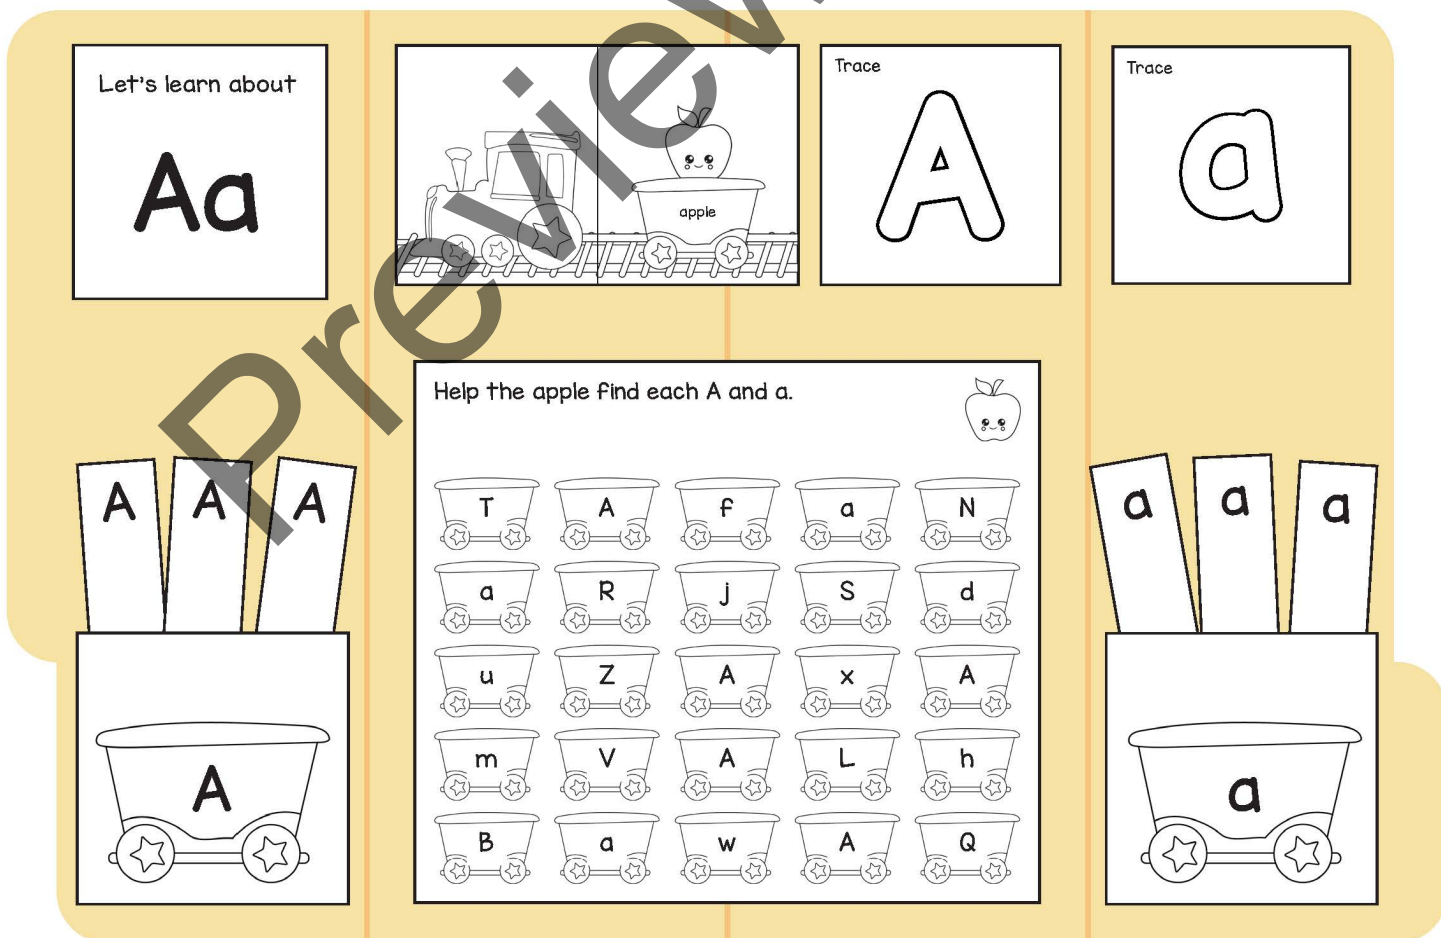 Let's learn about
Aa
apple
Trace
A
Trace
a
Help the apple find each A and a.
T A f a N
a R j S d
u Z A x A
m V A L h
B a w A Q
A A A
A
a a a
a
Preview